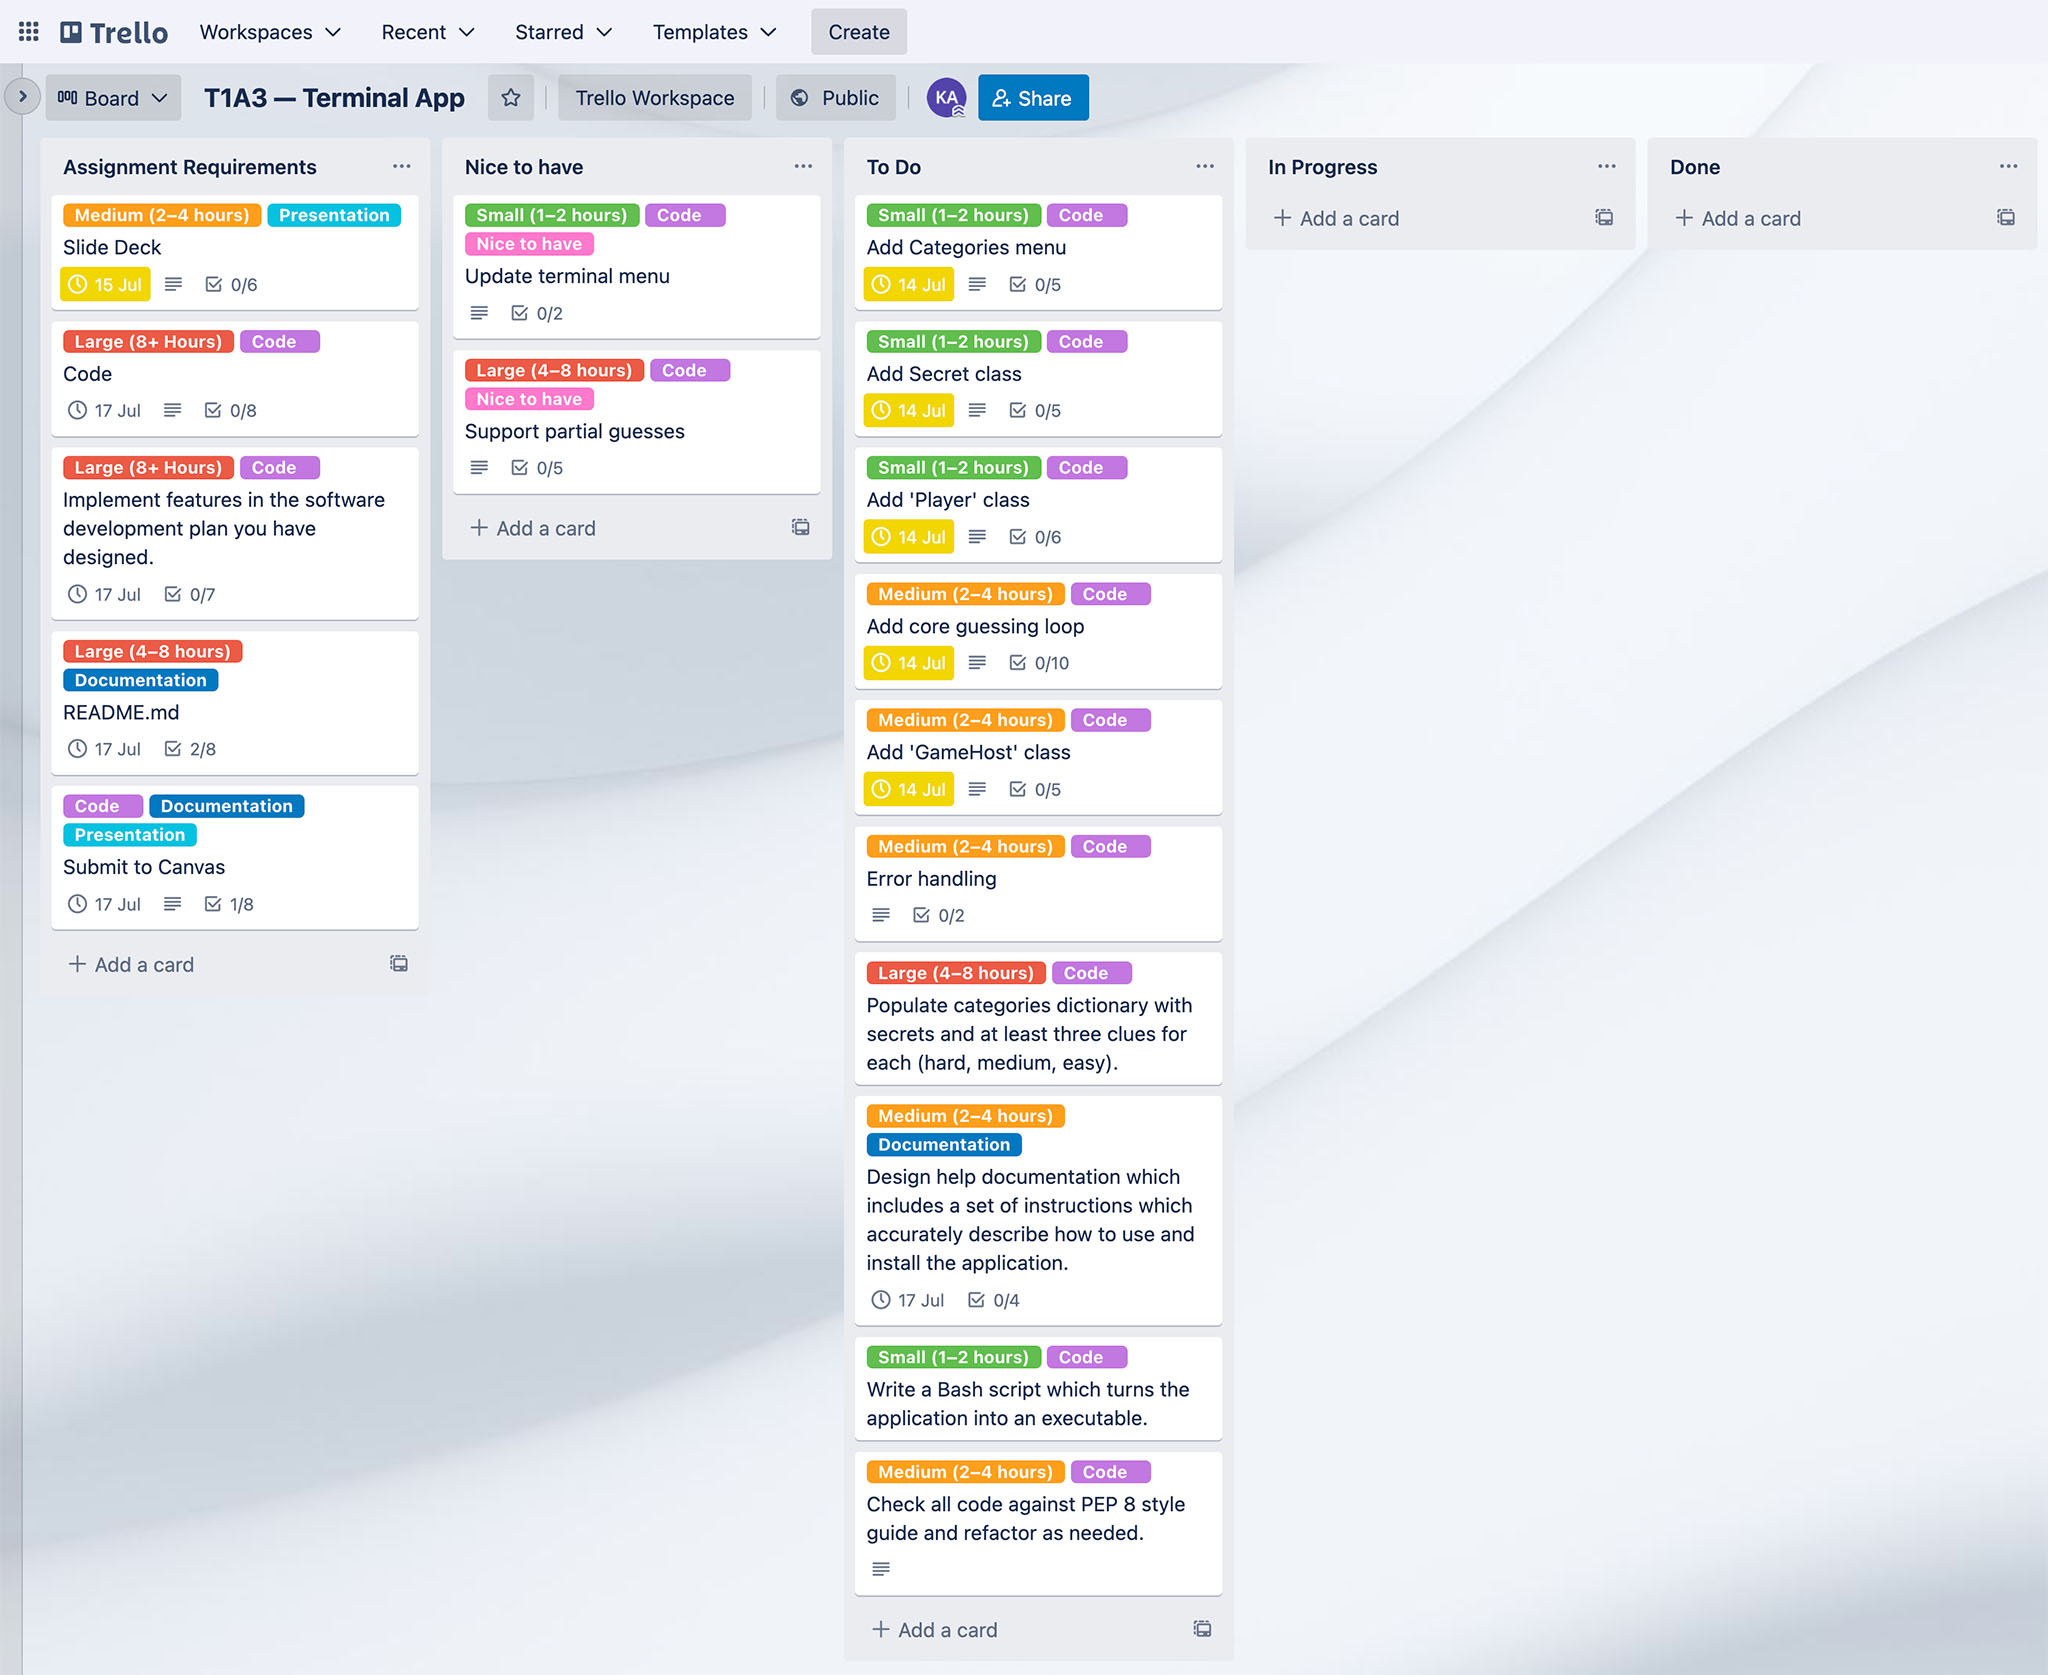 Trello
Workspaces
Recent
Starred
Templates
Create
Board
T1A3 — Terminal App
Trello Workspace
Public
KA
Share
Assignment Requirements
Medium (2–4 hours) Presentation
Slide Deck
15 Jul 0/6
Large (8+ Hours) Code
Code
17 Jul 0/8
Large (8+ Hours) Code
Implement features in the software
development plan you have
designed.
17 Jul 0/7
Large (4–8 hours)
Documentation
README.md
17 Jul 2/8
Code Documentation
Presentation
Submit to Canvas
17 Jul 1/8
+ Add a card
Nice to have
Small (1–2 hours) Code
Nice to have
Update terminal menu
0/2
Large (4–8 hours) Code
Nice to have
Support partial guesses
0/5
+ Add a card
To Do
Small (1–2 hours) Code
Add Categories menu
14 Jul 0/5
Small (1–2 hours) Code
Add Secret class
14 Jul 0/5
Small (1–2 hours) Code
Add 'Player' class
14 Jul 0/6
Medium (2–4 hours) Code
Add core guessing loop
14 Jul 0/10
Medium (2–4 hours) Code
Add 'GameHost' class
14 Jul 0/5
Medium (2–4 hours) Code
Error handling
0/2
Large (4–8 hours) Code
Populate categories dictionary with
secrets and at least three clues for
each (hard, medium, easy).
Medium (2–4 hours)
Documentation
Design help documentation which
includes a set of instructions which
accurately describe how to use and
install the application.
17 Jul 0/4
Small (1–2 hours) Code
Write a Bash script which turns the
application into an executable.
Medium (2–4 hours) Code
Check all code against PEP 8 style
guide and refactor as needed.
+ Add a card
In Progress
+ Add a card
Done
+ Add a card